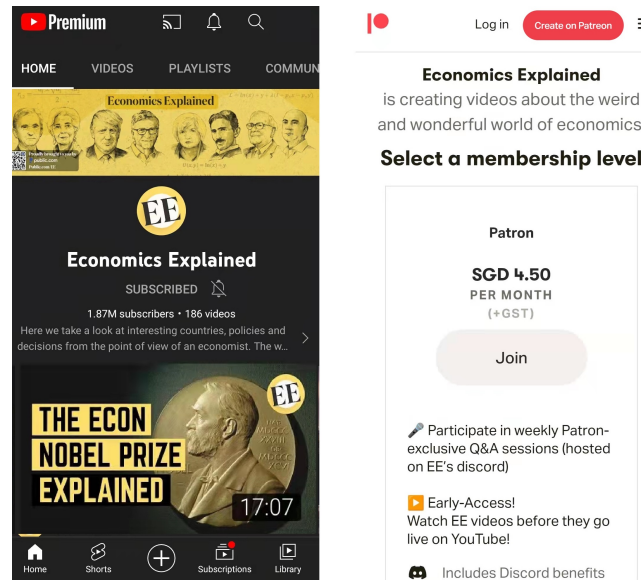 Premium
HOME VIDEOS PLAYLISTS COMMUN
Economics Explained
public.com
EE
Economics Explained
SUBSCRIBED
1.87M subscribers • 186 videos
Here we take a look at interesting countries, policies and
decisions from the point of view of an economist. The w...
EE
THE ECON
NOBEL PRIZE
EXPLAINED
17:07
Home Shorts Subscriptions Library
Log in Create on Patreon
Economics Explained
is creating videos about the weird
and wonderful world of economics
Select a membership level
Patron
SGD 4.50
PER MONTH
(+GST)
Join
🎤 Participate in weekly Patron-
exclusive Q&A sessions (hosted
on EE's discord)
▶️ Early-Access!
Watch EE videos before they go
live on YouTube!
Includes Discord benefits